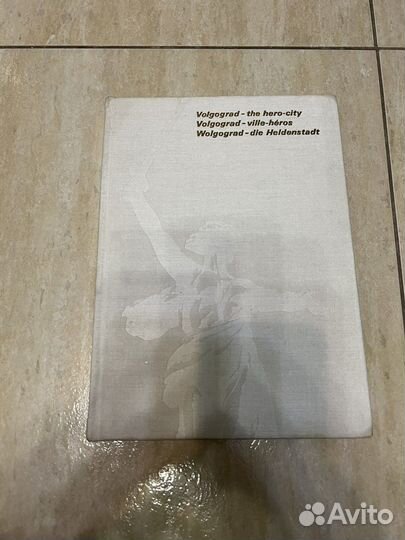 Volgograd - the hero-city
Volgograd - ville-héros
Wolgograd - die Heldenstadt
Avito